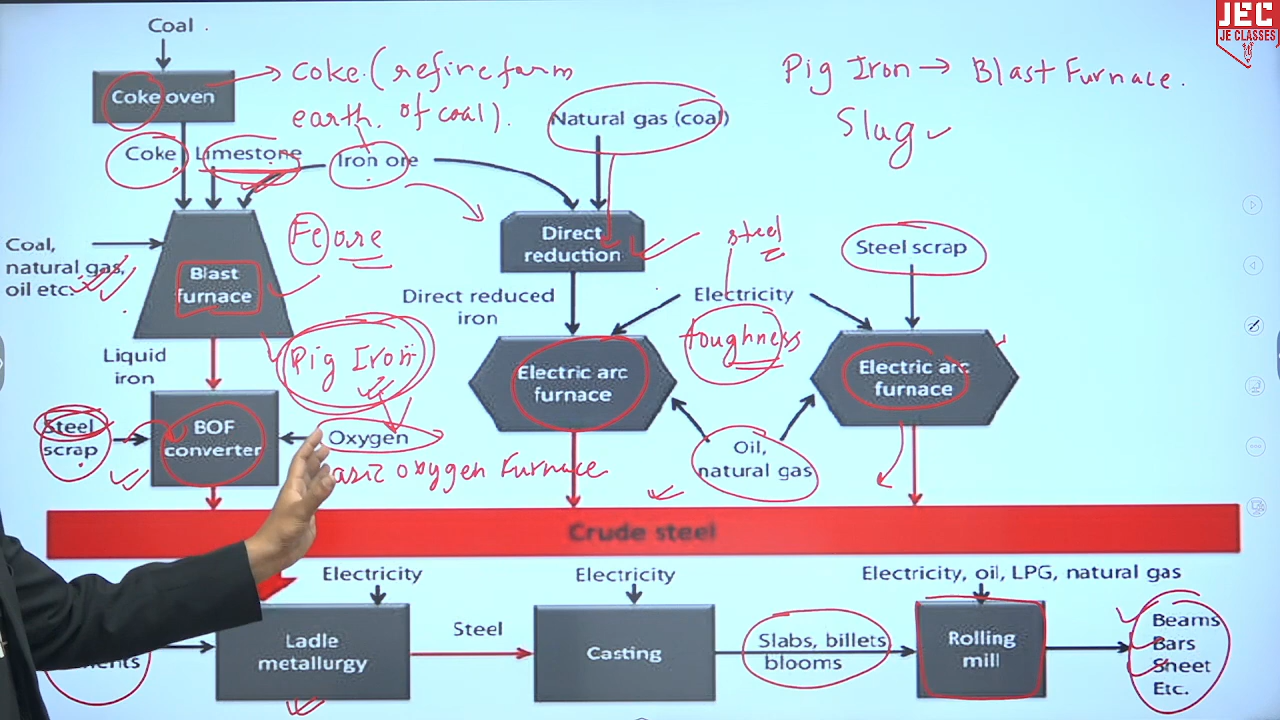 Coal
JEC
JE CLASSES
Coke oven
Coke (refine farm
earth of coal).
Pig Iron → Blast Furnace.
Slug
Natural gas (coal)
Coke
Limestone
Iron ore
Fe ore
Direct
reduction
steel
Steel scrap
Coal,
natural gas,
oil etc.
Blast
furnace
Direct reduced
iron
Electricity
toughness
Liquid
iron
Pig Iron
Electric arc
furnace
Electric arc
furnace
Steel
scrap
BOF
converter
Oxygen
Oil,
natural gas
oxygen Furnace
Crude steel
Electricity
Electricity
Electricity, oil, LPG, natural gas
Ladle
metallurgy
Steel
Casting
Slabs, billets
blooms
Rolling
mill
Beams
Bars
Sheet
Etc.